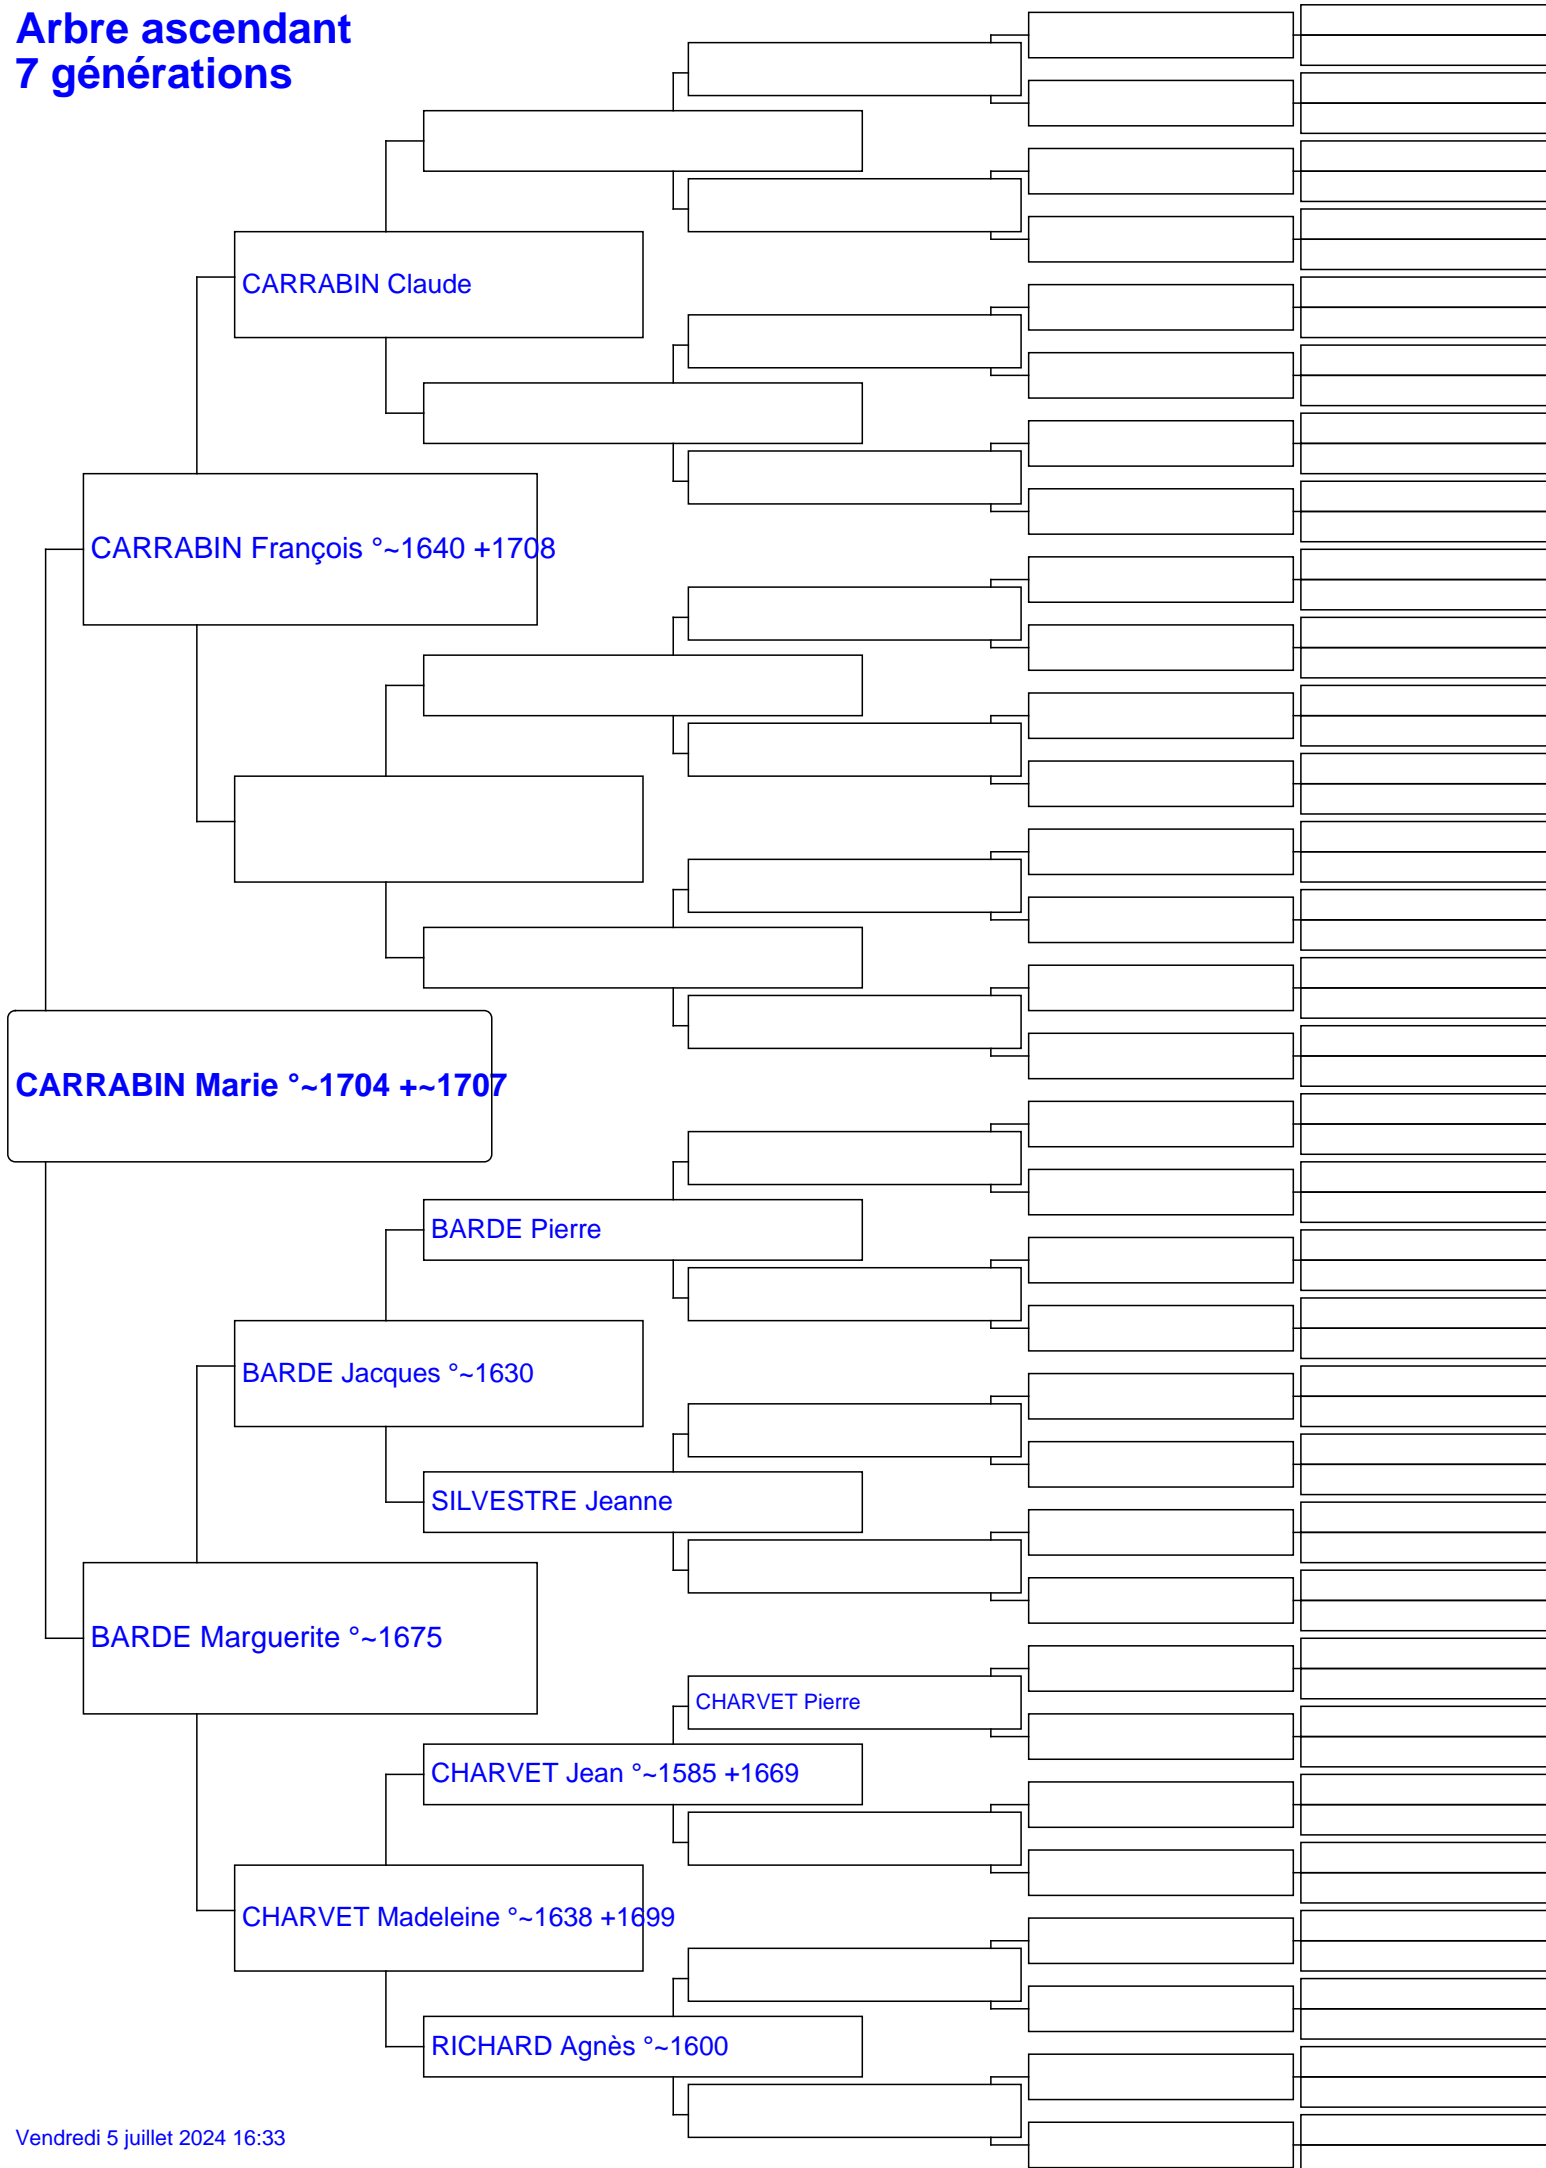 Arbre ascendant
7 générations
CARRABIN Claude
CARRABIN François °~1640 +1708
CARRABIN Marie °~1704 +~1707
BARDE Pierre
BARDE Jacques °~1630
SILVESTRE Jeanne
BARDE Marguerite °~1675
CHARVET Pierre
CHARVET Jean °~1585 +1669
CHARVET Madeleine °~1638 +1699
RICHARD Agnès °~1600
Vendredi 5 juillet 2024 16:33